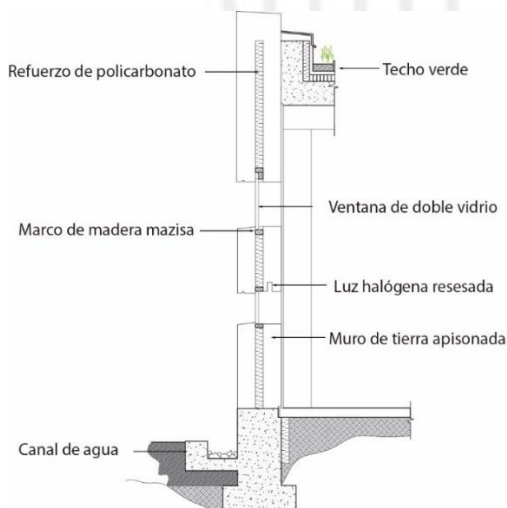 Refuerzo de policarbonato
Techo verde
Ventana de doble vidrio
Marco de madera mazisa
Luz halógena resesada
Muro de tierra apisonada
Canal de agua